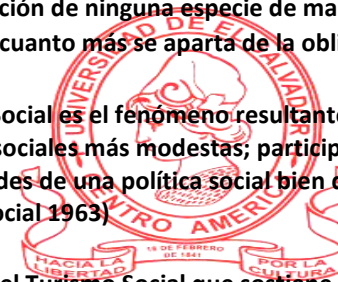 ción de ninguna especie de ma
cuanto más se aparta de la obli
Social es el fenómeno resultante
sociales más modestas; particip
des de una política social bien
ocial 1963)
el Turismo Social que sostiene
UNIVERSIDAD DE EL SALVADOR
CENTRO AMERICA
HACIA LA LIBERTAD
16 DE FEBRERO
DE 1841
POR LA CULTURA